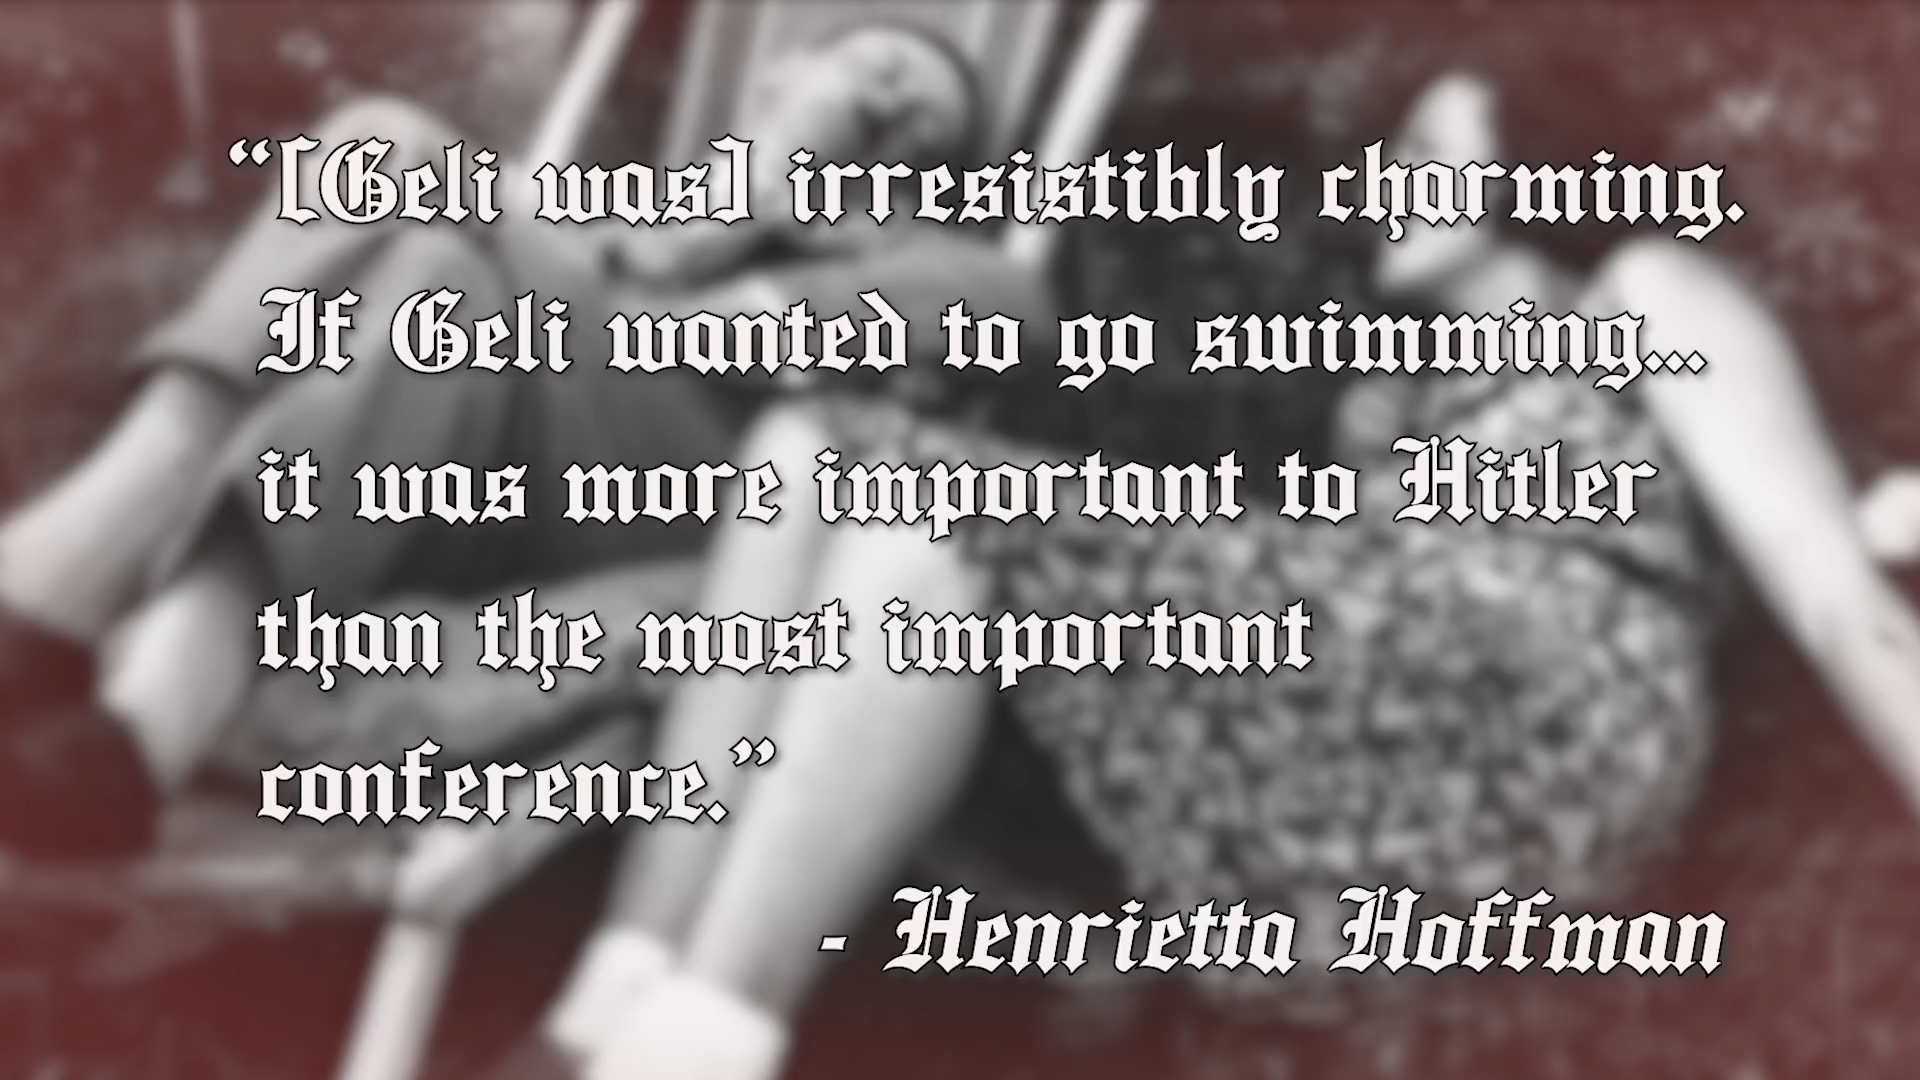 “[Geli was] irresistibly charming.
If Geli wanted to go swimming...
it was more important to Hitler
than the most important
conference.”
- Henrietta Hoffman